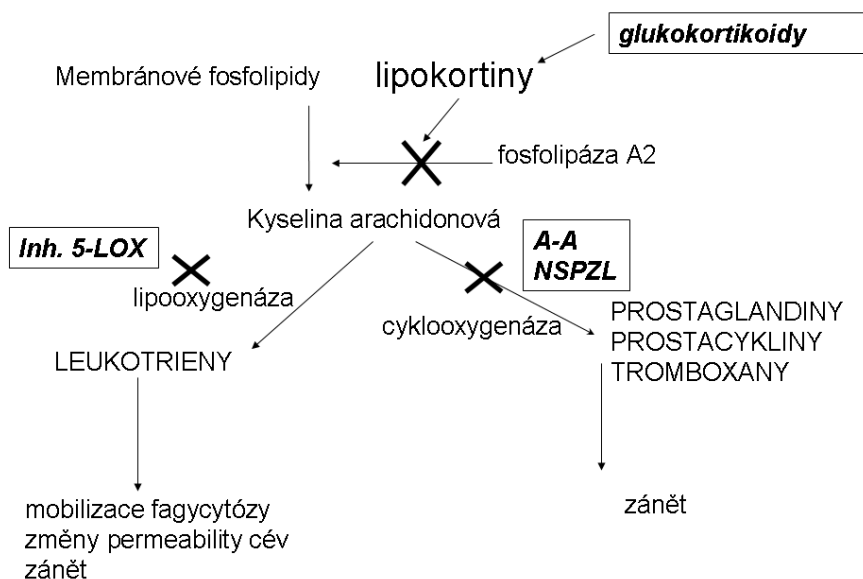 glukokortikoidy
Membránové fosfolipidy
lipokortiny
fosfolipáza A2
Kyselina arachidonová
Inh. 5-LOX
A-A
NSPZL
lipooxygenáza
cyklooxygenáza
PROSTAGLANDINY
PROSTACYKLINY
TROMBOXANY
LEUKOTRIENY
mobilizace fagycytózy
změny permeability cév
zánět
zánět